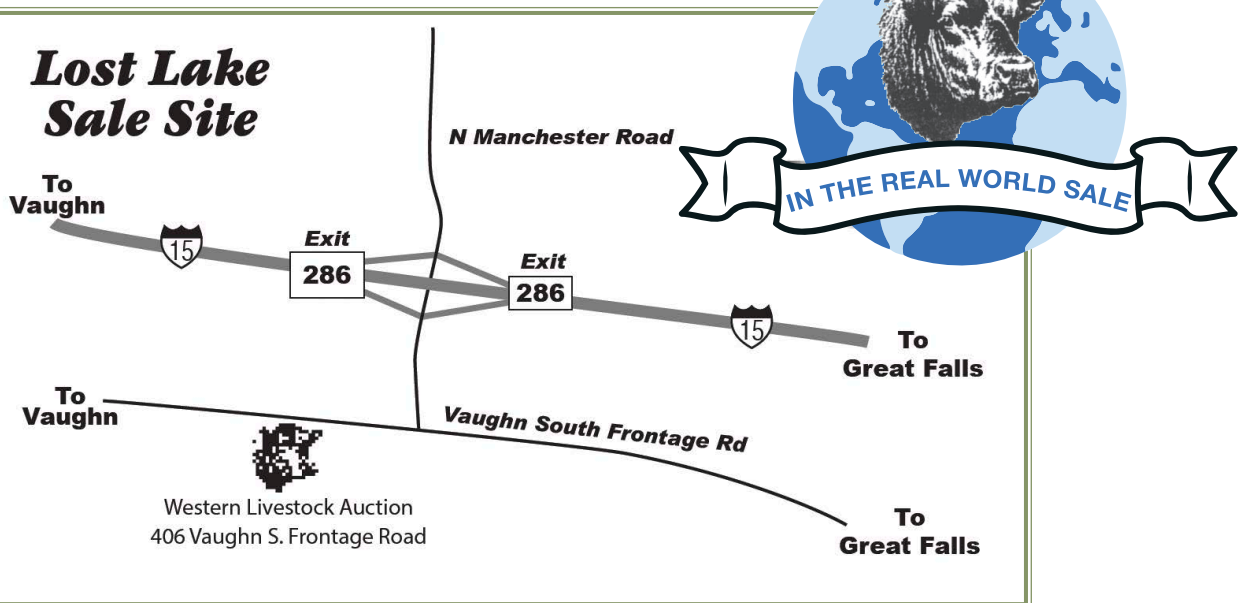 Lost Lake
Sale Site
N Manchester Road
IN THE REAL WORLD SALE
To
Vaughn
15
Exit
286
Exit
286
15
To
Great Falls
To
Vaughn
Vaughn South Frontage Rd
Western Livestock Auction
406 Vaughn S. Frontage Road
To
Great Falls